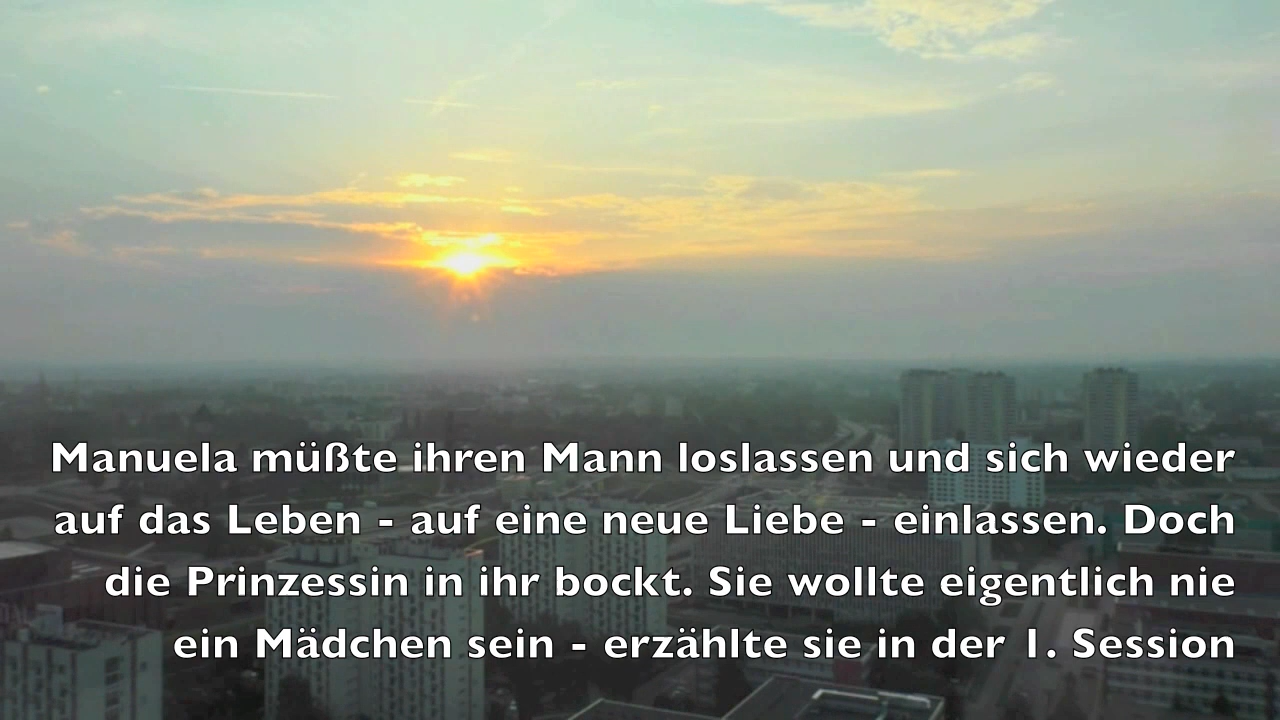 Manuela müßte ihren Mann loslassen und sich wieder
auf das Leben - auf eine neue Liebe - einlassen. Doch
die Prinzessin in ihr bockt. Sie wollte eigentlich nie
ein Mädchen sein - erzählte sie in der 1. Session